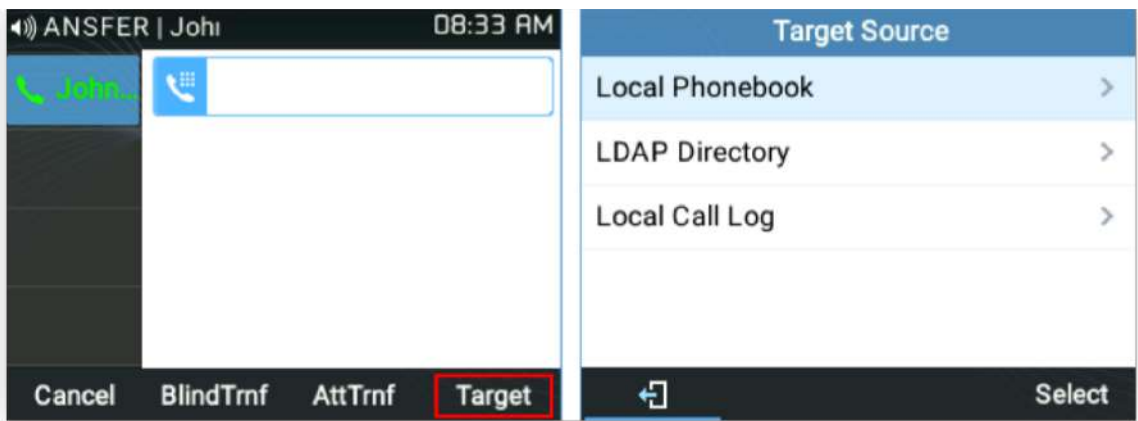 ANSFER | Joh
08:33 AM
John...
Cancel BlindTrnf AttTrnf Target
Target Source
Local Phonebook
LDAP Directory
Local Call Log
Select